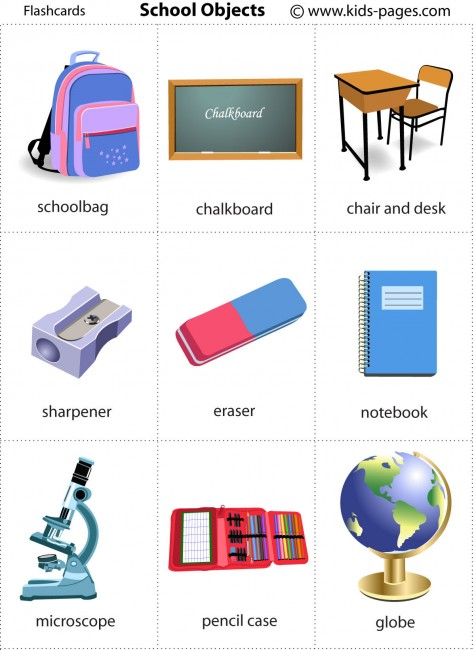 Flashcards School Objects © www.kids-pages.com
Chalkboard
schoolbag chalkboard chair and desk
sharpener eraser notebook
microscope pencil case globe